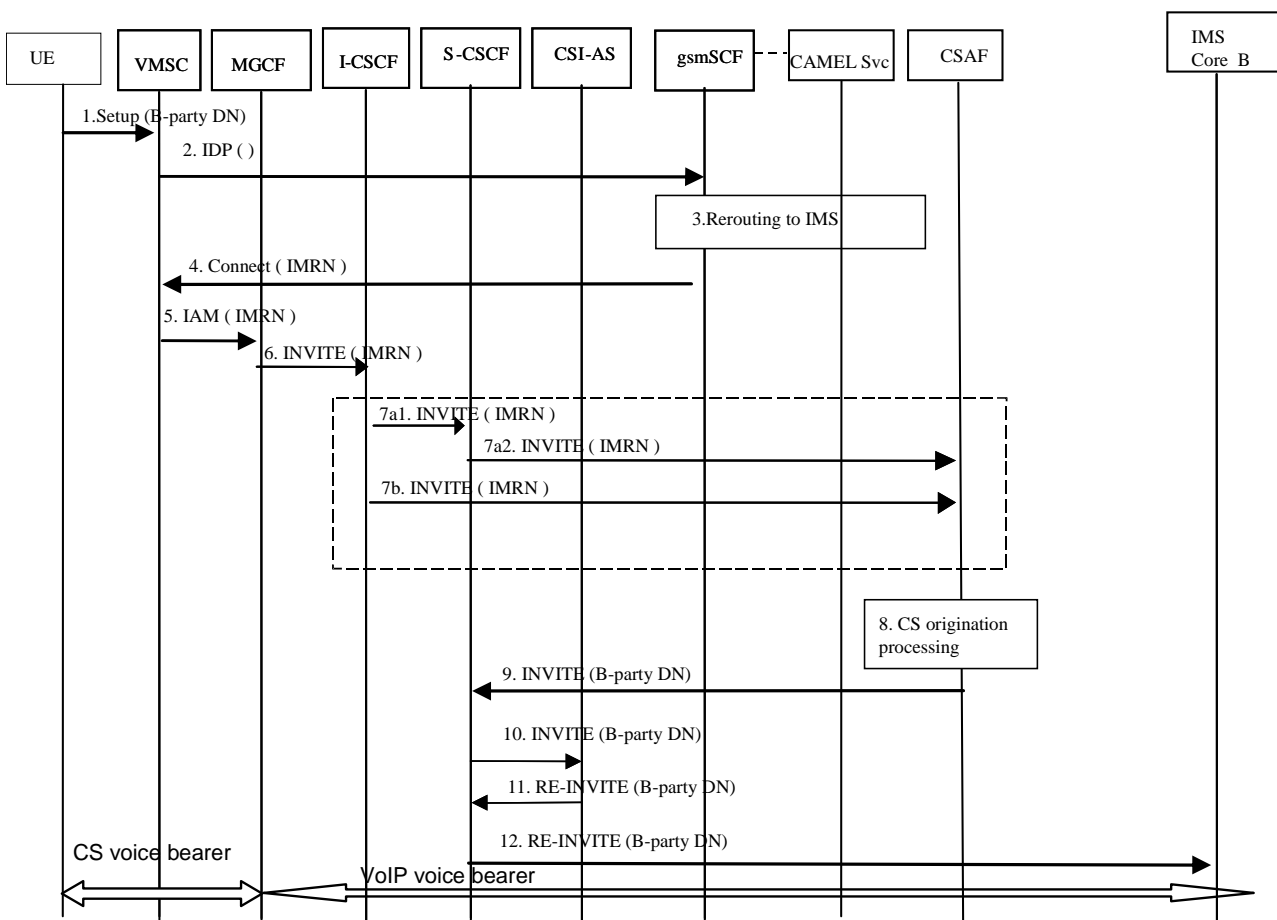 UE
VMSC
MGCF
I-CSCF
S-CSCF
CSI-AS
gsmSCF
CAMEL Svc
CSAF
IMS
Core B
1.Setup (B-party DN)
2. IDP ( )
3.Rerouting to IMS
4. Connect ( IMRN )
5. IAM ( IMRN )
6. INVITE ( IMRN )
7a1. INVITE ( IMRN )
7a2. INVITE ( IMRN )
7b. INVITE ( IMRN )
8. CS origination
processing
9. INVITE (B-party DN)
10. INVITE (B-party DN)
11. RE-INVITE (B-party DN)
12. RE-INVITE (B-party DN)
CS voice bearer
VoIP voice bearer